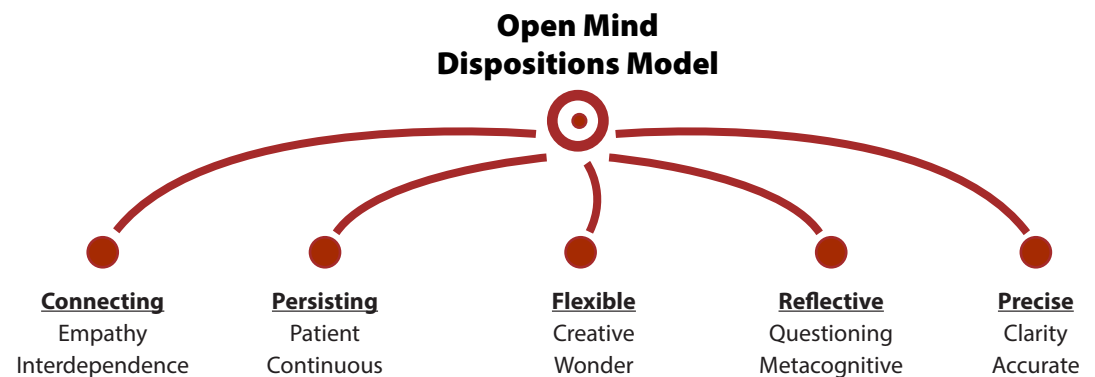 Open Mind
Dispositions Model
Connecting
Empathy
Interdependence
Persisting
Patient
Continuous
Flexible
Creative
Wonder
Reflective
Questioning
Metacognitive
Precise
Clarity
Accurate